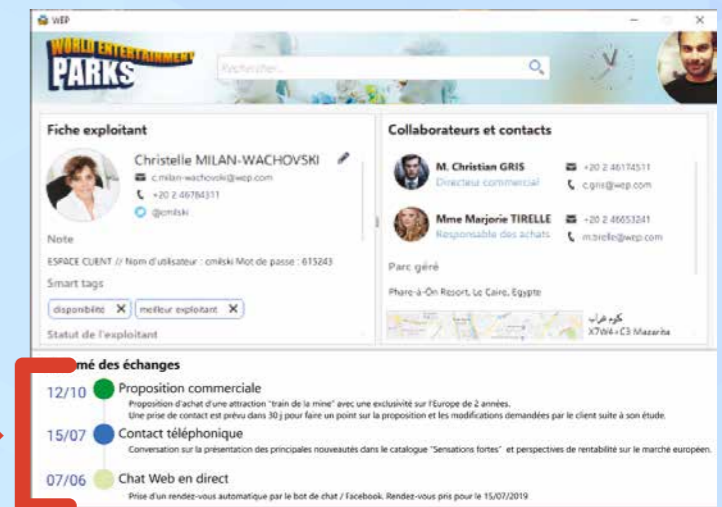 WEP
WORLD ENTERTAINMENT
PARKS
Rechercher...
Fiche exploitant
Christelle MILAN-WACHOVSKI
c.milan-wachovski@wep.com
+20 2 46784311
@cmilski
Note
ESPACE CLIENT // Nom d'utilisateur : cmilski Mot de passe : 615243
Smart tags
disponibilité X meilleur exploitant X
Statut de l'exploitant
Collaborateurs et contacts
M. Christian GRIS +20 2 46174511
Directeur commercial c.gris@wep.com
Mme Marjorie TIRELLE +20 2 46653241
Responsable des achats m.tirelle@wep.com
Parc géré
Phare-à-On Resort, Le Caire, Egypte
كوم غراب
X7W4+C3 Mazarita
mé des échanges
12/10 Proposition commerciale
Proposition d'achat d'une attraction "train de la mine" avec une exclusivité sur l'Europe de 2 années.
Une prise de contact est prévu dans 30 j pour faire un point sur la proposition et les modifications demandées par le client suite à son étude.
15/07 Contact téléphonique
Conversation sur la présentation des principales nouveautés dans le catalogue "Sensations fortes" et perspectives de rentabilité sur le marché européen.
07/06 Chat Web en direct
Prise d'un rendez-vous automatique par le bot de chat / Facebook. Rendez-vous pris pour le 15/07/2019